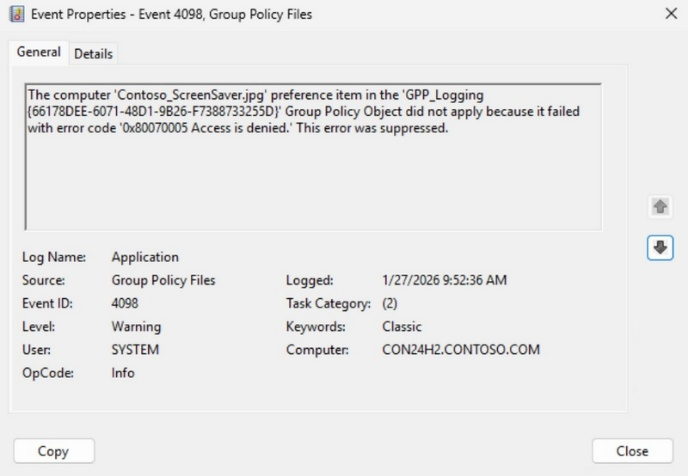 Event Properties - Event 4098, Group Policy Files
General Details
The computer 'Contoso_ScreenSaver.jpg' preference item in the 'GPP_Logging
{66178DEE-6071-48D1-9B26-F7388733255D}' Group Policy Object did not apply because it failed
with error code '0x80070005 Access is denied.' This error was suppressed.
Log Name: Application
Source: Group Policy Files Logged: 1/27/2026 9:52:36 AM
Event ID: 4098 Task Category: (2)
Level: Warning Keywords: Classic
User: SYSTEM Computer: CON24H2.CONTOSO.COM
OpCode: Info
Copy Close